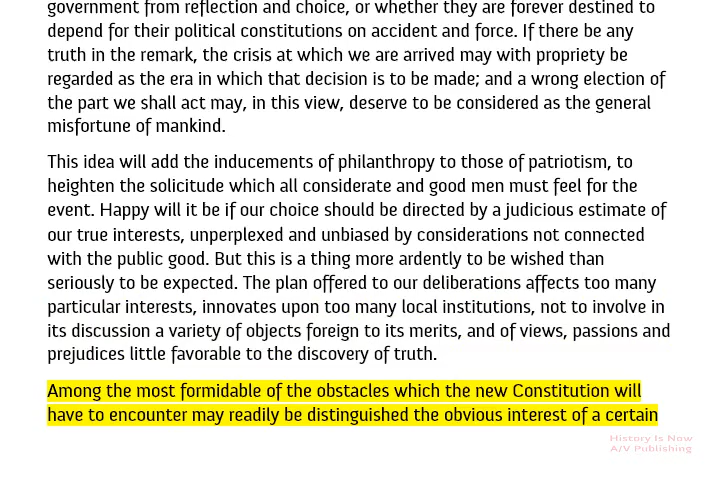 government from reflection and choice, or whether they are forever destined to
depend for their political constitutions on accident and force. If there be any
truth in the remark, the crisis at which we are arrived may with propriety be
regarded as the era in which that decision is to be made; and a wrong election of
the part we shall act may, in this view, deserve to be considered as the general
misfortune of mankind.
This idea will add the inducements of philanthropy to those of patriotism, to
heighten the solicitude which all considerate and good men must feel for the
event. Happy will it be if our choice should be directed by a judicious estimate of
our true interests, unperplexed and unbiased by considerations not connected
with the public good. But this is a thing more ardently to be wished than
seriously to be expected. The plan offered to our deliberations affects too many
particular interests, innovates upon too many local institutions, not to involve in
its discussion a variety of objects foreign to its merits, and of views, passions and
prejudices little favorable to the discovery of truth.
Among the most formidable of the obstacles which the new Constitution will
have to encounter may readily be distinguished the obvious interest of a certain
History Is Now
A/V Publishing